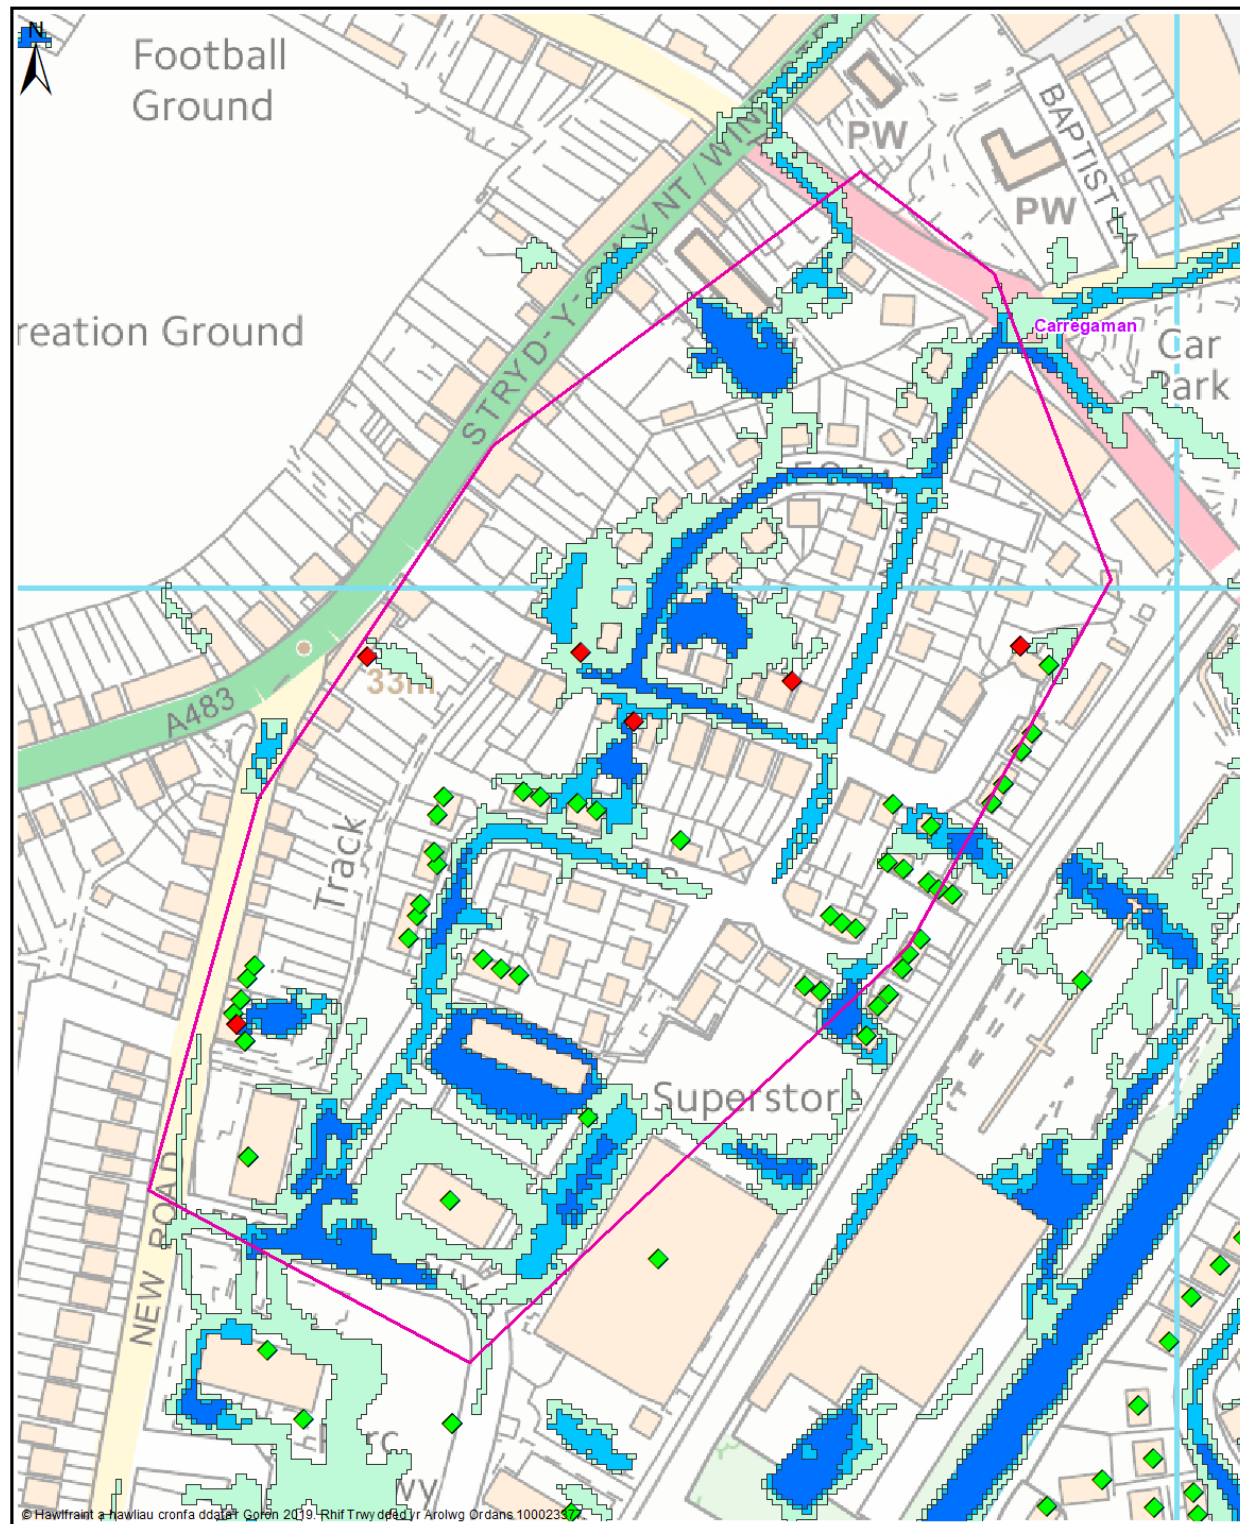 N
Football
Ground
PW
BAPTIST
PW
reation Ground
STRYD-Y-
Carregaman
Car
Park
33m
A483
Track
Superstore
NEW ROAD
© Hawlfraint a hawliau cronfa ddata'r Goron 2019. Rhif Trwydded yr Arolwg Ordans 100023377